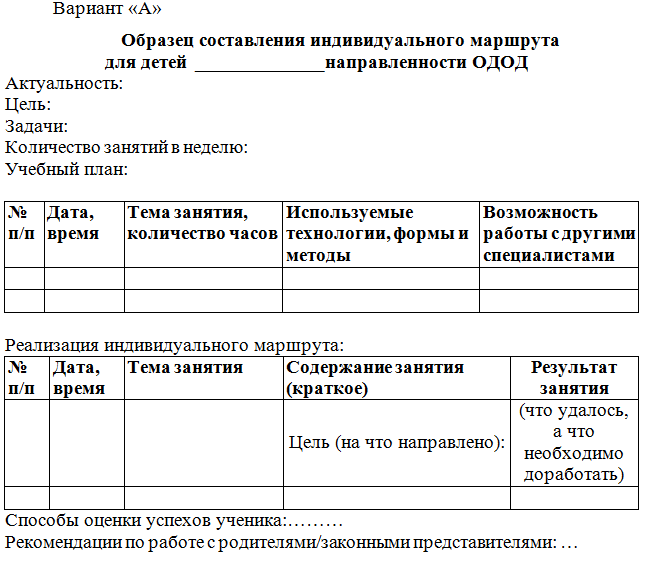 Вариант «А»
Образец составления индивидуального маршрута
для детей ______________направленности ОДОД
Актуальность:
Цель:
Задачи:
Количество занятий в неделю:
Учебный план:
№ п/п | Дата, время | Тема занятия, количество часов | Используемые технологии, формы и методы | Возможность работы с другими специалистами
Реализация индивидуального маршрута:
№ п/п | Дата, время | Тема занятия | Содержание занятия (краткое) | Результат занятия
Цель (на что направлено): | (что удалось, а что необходимо доработать)
Способы оценки успехов ученика:………
Рекомендации по работе с родителями/законными представителями: …